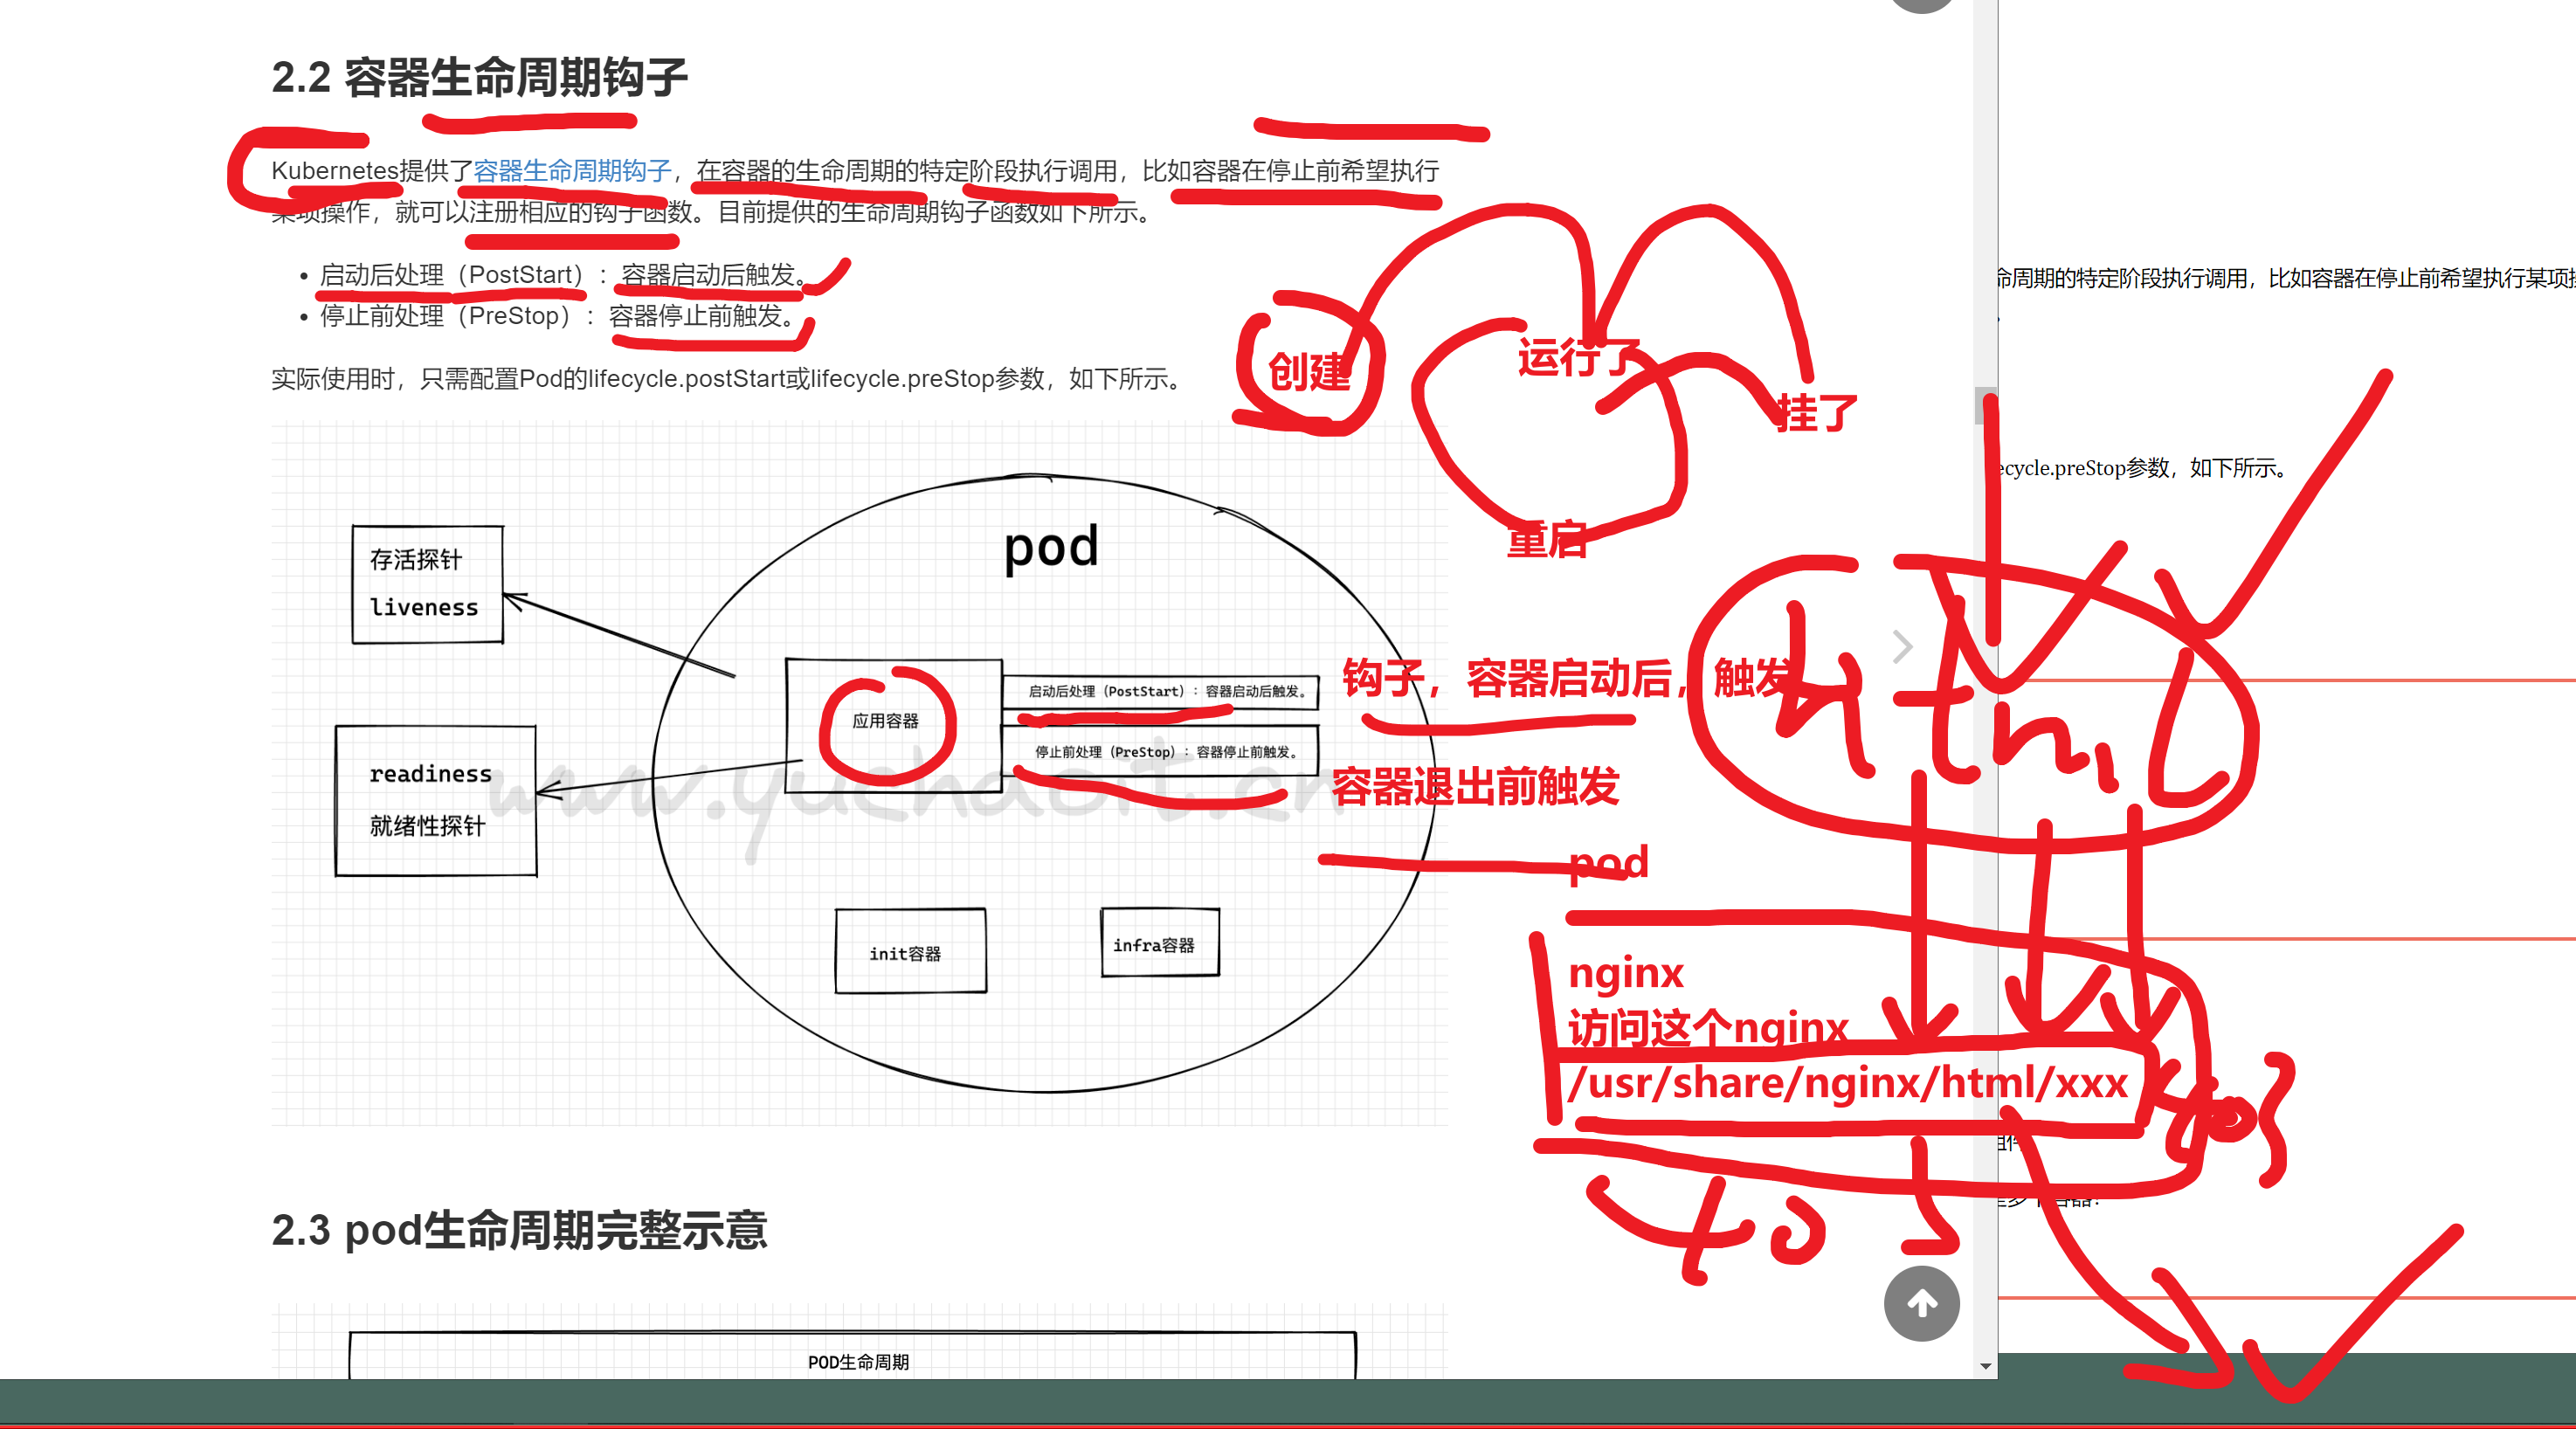 2.2 容器生命周期钩子
Kubernetes提供了容器生命周期钩子，在容器的生命周期的特定阶段执行调用，比如容器在停止前希望执行
某项操作，就可以注册相应的钩子函数。目前提供的生命周期钩子函数如下所示。
• 启动后处理（PostStart）：容器启动后触发。
• 停止前处理（PreStop）：容器停止前触发。
实际使用时，只需配置Pod的lifecycle.postStart或lifecycle.preStop参数，如下所示。
创建
运行了
挂了
重启
pod
存活探针
liveness
readiness
就绪性探针
应用容器
启动后处理（PostStart）：容器启动后触发。
停止前处理（PreStop）：容器停止前触发。
init容器
infra容器
www.yuchaoit.cn
钩子，容器启动后，触发
容器退出前触发
html
pod
nginx
访问这个nginx
/usr/share/nginx/html/xxx
403
2.3 pod生命周期完整示意
POD生命周期
命周期的特定阶段执行调用，比如容器在停止前希望执行某项
ecycle.preStop参数，如下所示。
组件